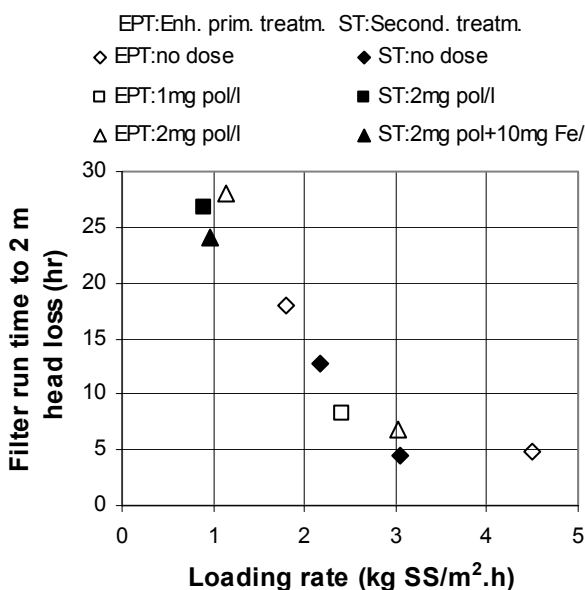 EPT:Enh. prim. treatm. ST:Second. treatm.
EPT:no dose ST:no dose
EPT:1mg pol/l ST:2mg pol/l
EPT:2mg pol/l ST:2mg pol+10mg Fe/
30
25
20
15
10
5
0
Filter run time to 2 m
head loss (hr)
0 1 2 3 4 5
Loading rate (kg SS/m².h)